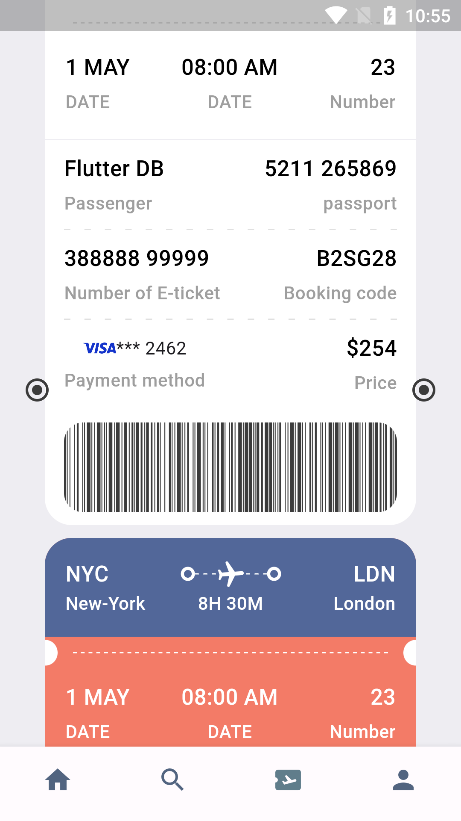 10:55
1 MAY 08:00 AM 23
DATE DATE Number
Flutter DB 5211 265869
Passenger passport
388888 99999 B2SG28
Number of E-ticket Booking code
VISA*** 2462 $254
Payment method Price
NYC LDN
New-York 8H 30M London
1 MAY 08:00 AM 23
DATE DATE Number